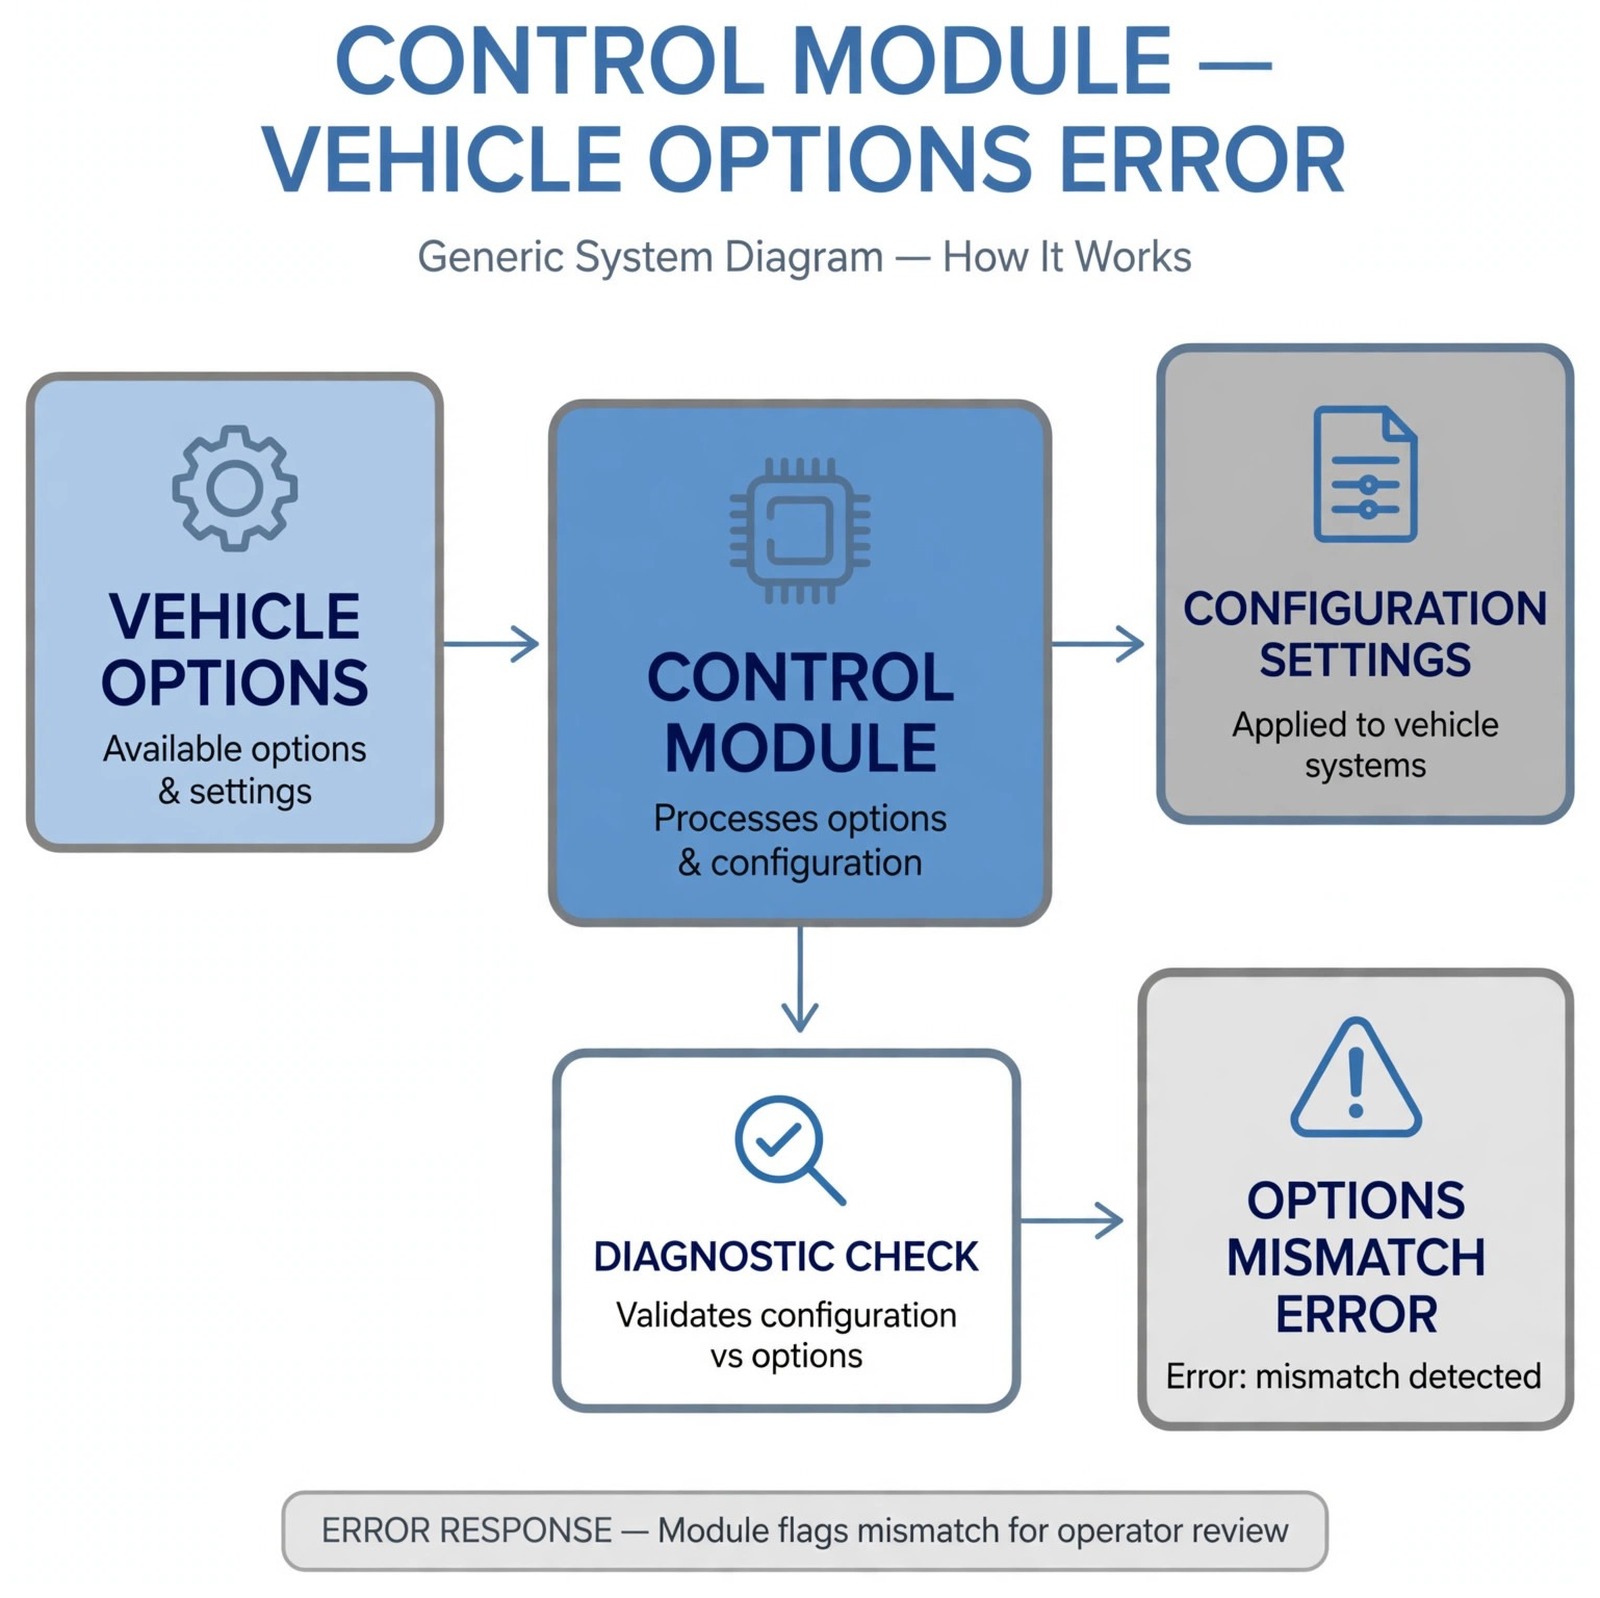 CONTROL MODULE —
VEHICLE OPTIONS ERROR
Generic System Diagram — How It Works
VEHICLE
OPTIONS
Available options
& settings
CONTROL
MODULE
Processes options
& configuration
CONFIGURATION
SETTINGS
Applied to vehicle
systems
DIAGNOSTIC CHECK
Validates configuration
vs options
OPTIONS
MISMATCH
ERROR
Error: mismatch detected
ERROR RESPONSE — Module flags mismatch for operator review